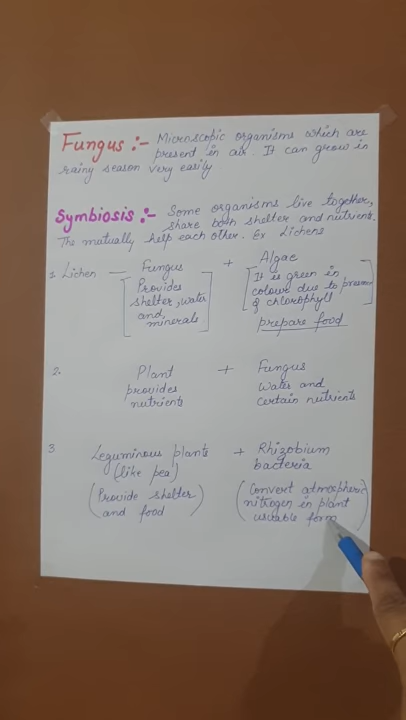 Fungus :- Microscopic organisms which are
present in air. It can grow in
rainy season very easily
Symbiosis :- Some organisms live together,
share both shelter and nutrients.
The mutually help each other. Ex Lichens
1. Lichen — Fungus + Algae
[Provides shelter, water and minerals]
[It is green in colour due to of chlorophyll]
prepare food
2. Plant + Fungus
provides nutrients
water and certain nutrients
3 Leguminous plants + Rhizobium
(like pea) bacteria
(Provide shelter and food)
(Convert atmospheric nitrogen in plant usuable form